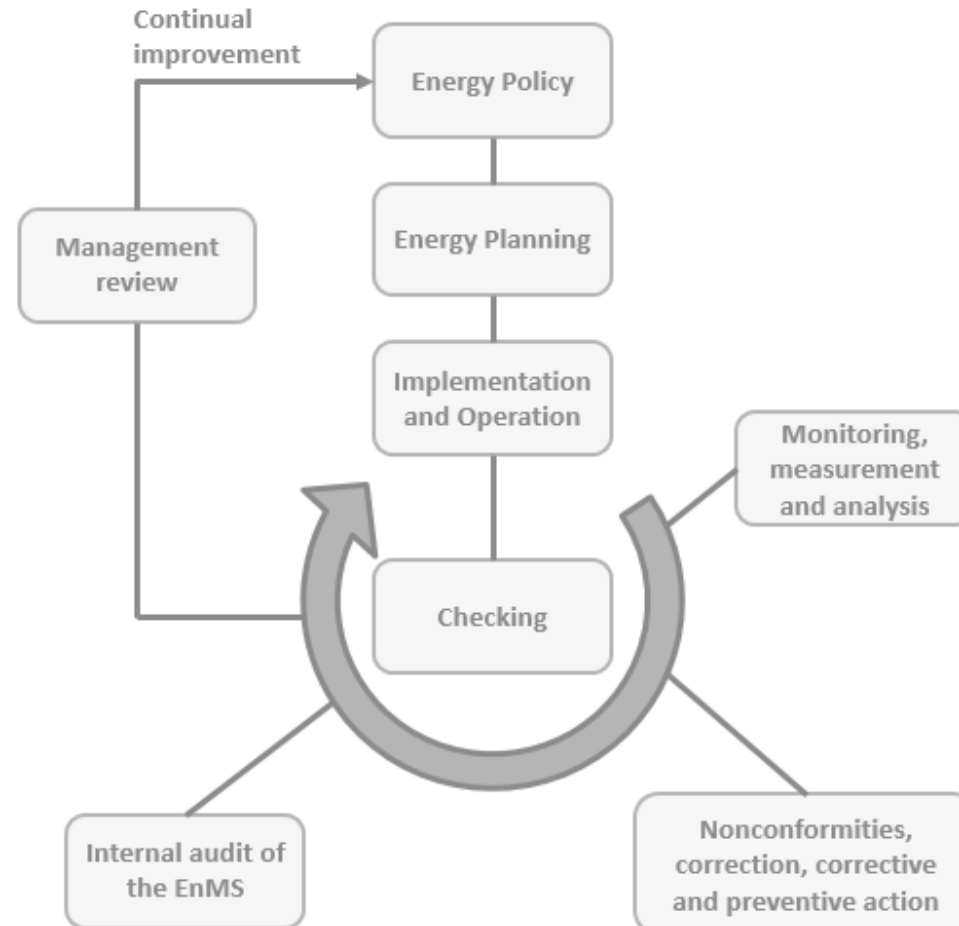 Continual
improvement
Energy Policy
Energy Planning
Management
review
Implementation
and Operation
Monitoring,
measurement
and analysis
Checking
Internal audit of
the EnMS
Nonconformities,
correction, corrective
and preventive action